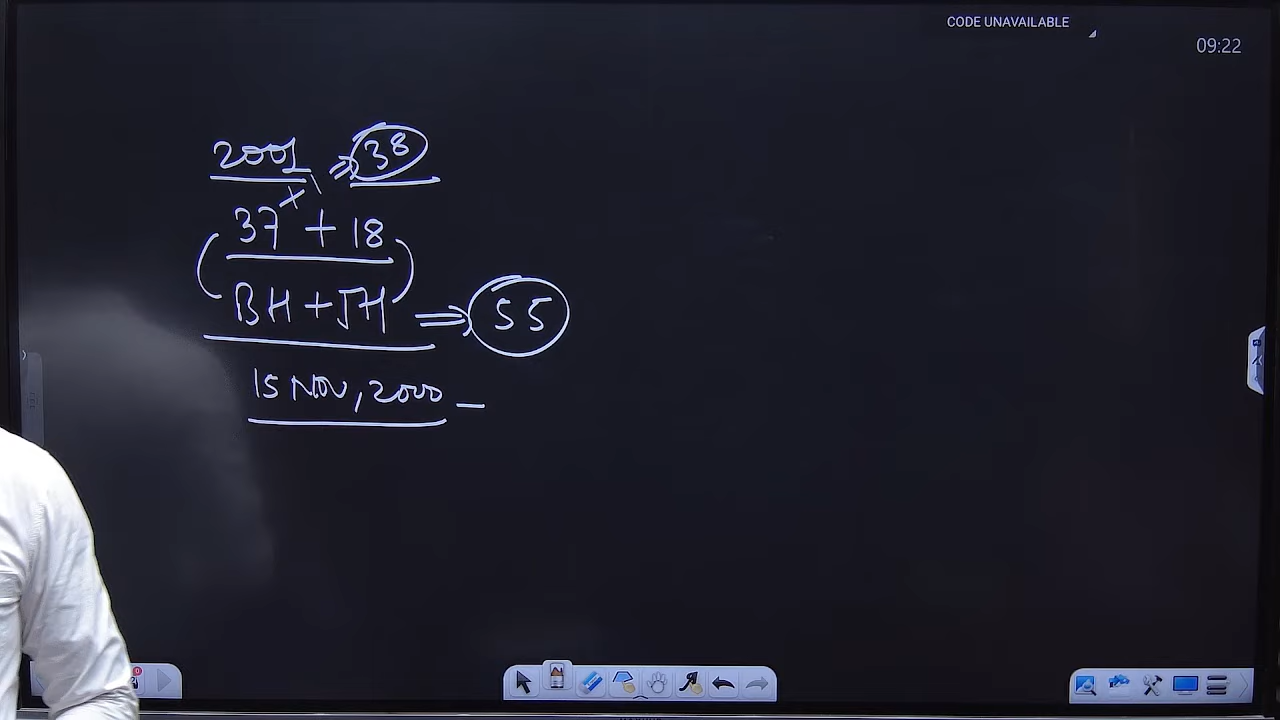 CODE UNAVAILABLE
09:22
2001 ⇒ 38
37 + 18
(BH + JH) ⇒ 55
15 NOV, 2000 –